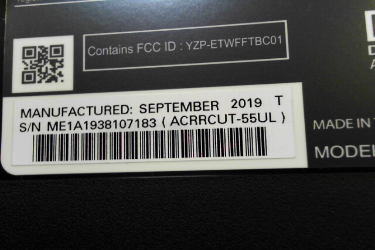 Contains FCC ID : YZP-ETWFFTBC01
MANUFACTURED: SEPTEMBER 2019 T
S/N ME1A1938107183 ( ACRRCUT-55UL )
MADE IN
MODEL